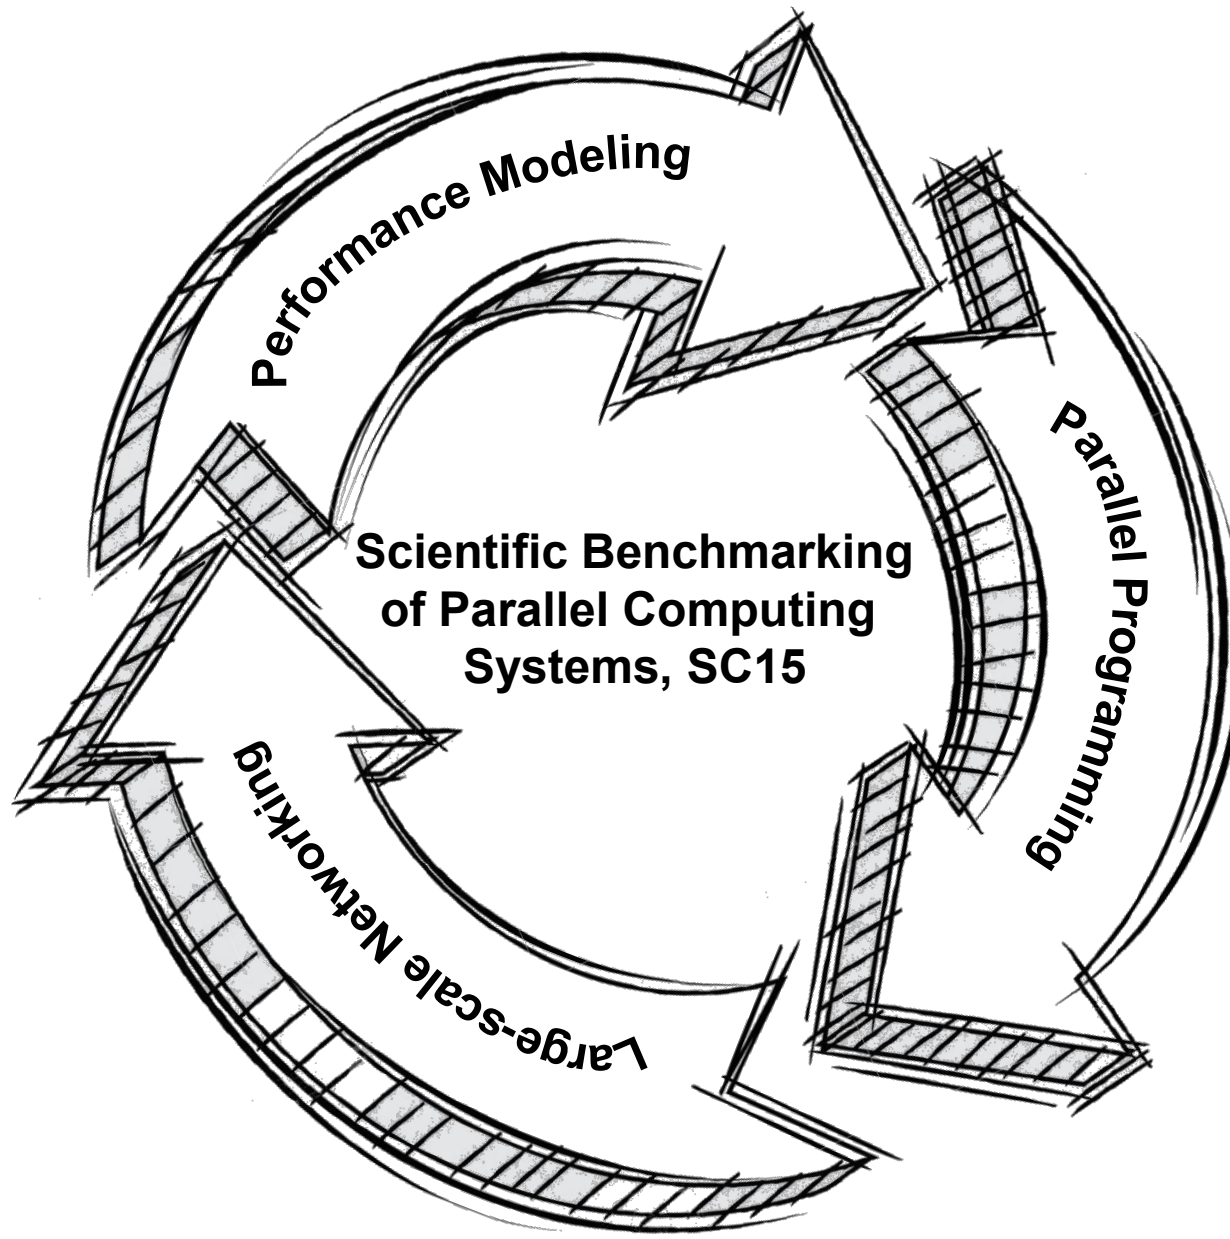 Performance Modeling
Parallel Programming
Scientific Benchmarking
of Parallel Computing
Systems, SC15
Large-scale Networking